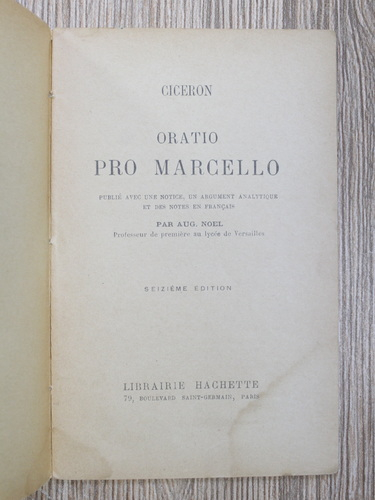 CICERON
ORATIO
PRO MARCELLO
PUBLIÉ AVEC UNE NOTICE, UN ARGUMENT ANALYTIQUE
ET DES NOTES EN FRANÇAIS
PAR AUG. NOEL
Professeur de première au lycée de Versailles
SEIZIÈME ÉDITION
LIBRAIRIE HACHETTE
79, BOULEVARD SAINT-GERMAIN, PARIS